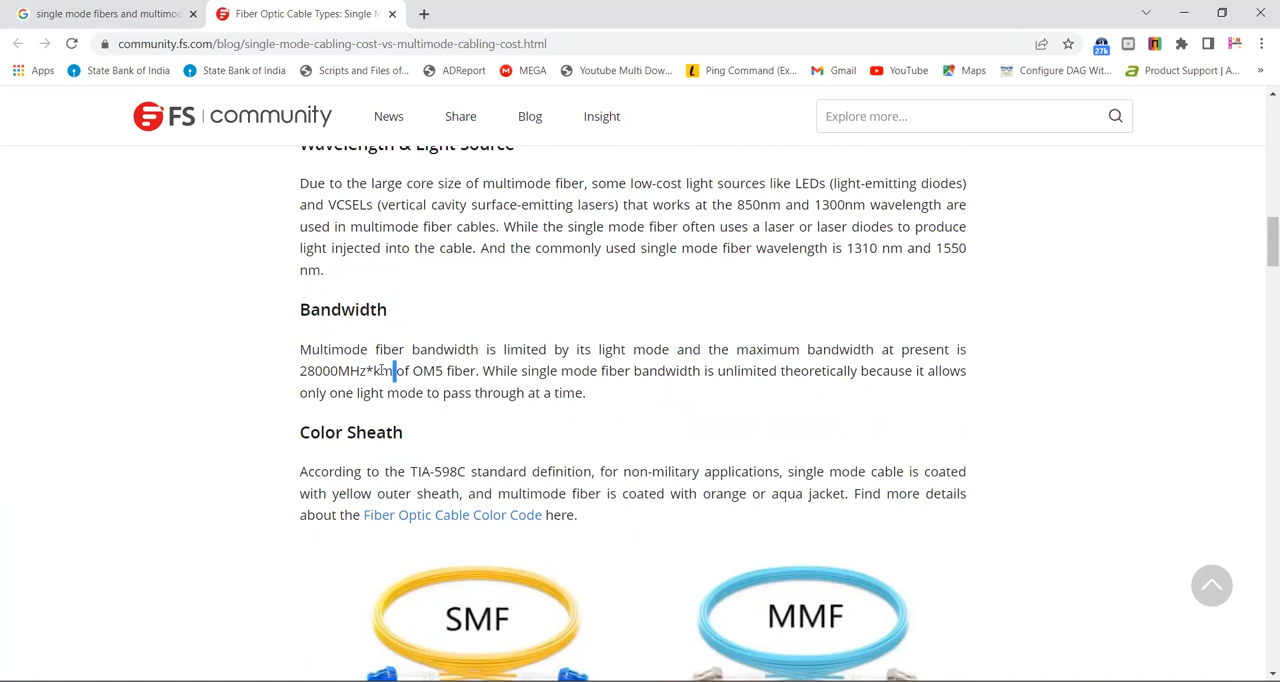 single mode fibers and multimod
Fiber Optic Cable Types: Single M
community.fs.com/blog/single-mode-cabling-cost-vs-multimode-cabling-cost.html
27k
Apps
State Bank of India
State Bank of India
Scripts and Files of...
ADReport
MEGA
Youtube Multi Dow...
Ping Command (Ex...
Gmail
YouTube
Maps
Configure DAG Wit...
Product Support | A...
»
FS | community
News
Share
Blog
Insight
Explore more...
Wavelength & Light Source
Due to the large core size of multimode fiber, some low-cost light sources like LEDs (light-emitting diodes)
and VCSELs (vertical cavity surface-emitting lasers) that works at the 850nm and 1300nm wavelength are
used in multimode fiber cables. While the single mode fiber often uses a laser or laser diodes to produce
light injected into the cable. And the commonly used single mode fiber wavelength is 1310 nm and 1550
nm.
Bandwidth
Multimode fiber bandwidth is limited by its light mode and the maximum bandwidth at present is
28000MHz*km of OM5 fiber. While single mode fiber bandwidth is unlimited theoretically because it allows
only one light mode to pass through at a time.
Color Sheath
According to the TIA-598C standard definition, for non-military applications, single mode cable is coated
with yellow outer sheath, and multimode fiber is coated with orange or aqua jacket. Find more details
about the Fiber Optic Cable Color Code here.
SMF
MMF